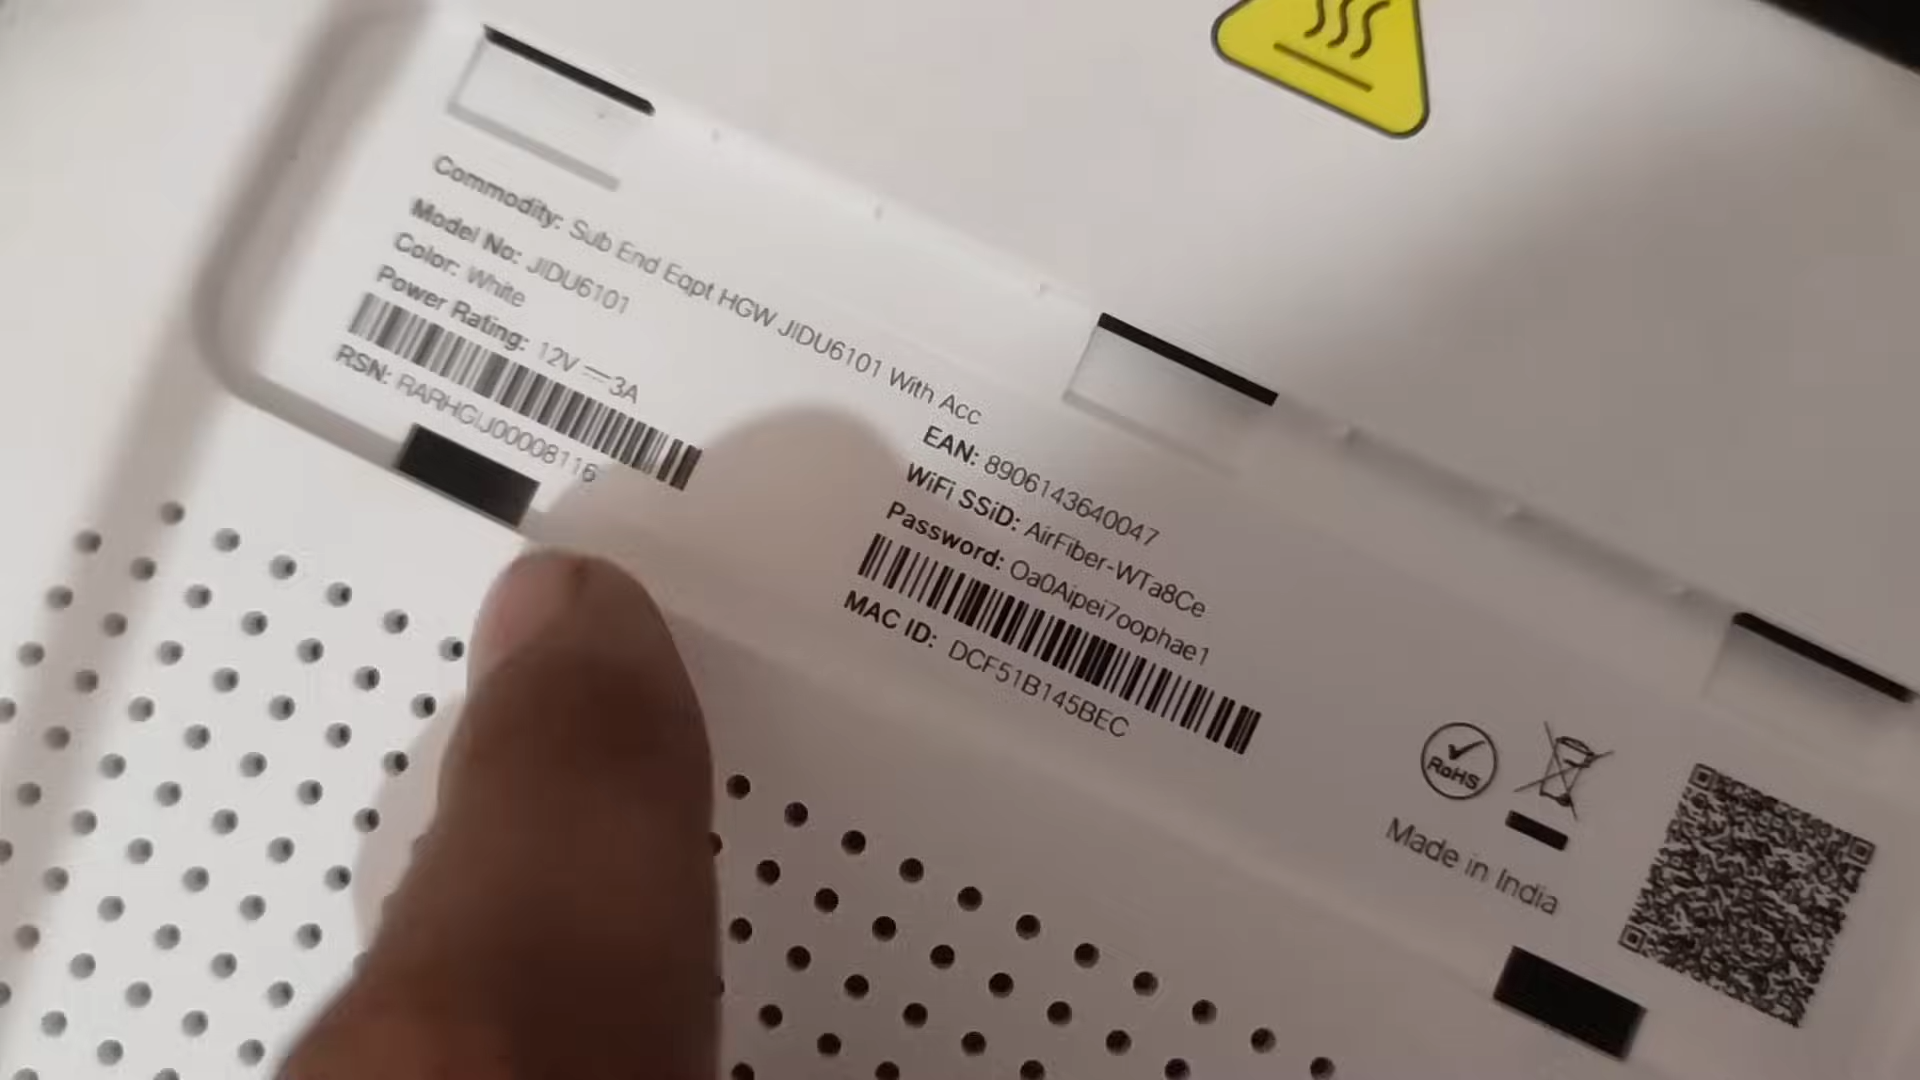 Commodity: Sub End Eqpt HGW JIDU6101 With Acc
Model No: JIDU6101
Color: White
Power Rating: 12V ⎓ 3A
RSN: RARHGIJ00008116
EAN: 8906143640047
WiFi SSiD: AirFiber-WTa8Ce
Password: Oa0Aipei7oophae1
MAC ID: DCF51B145BEC
RoHS
Made in India